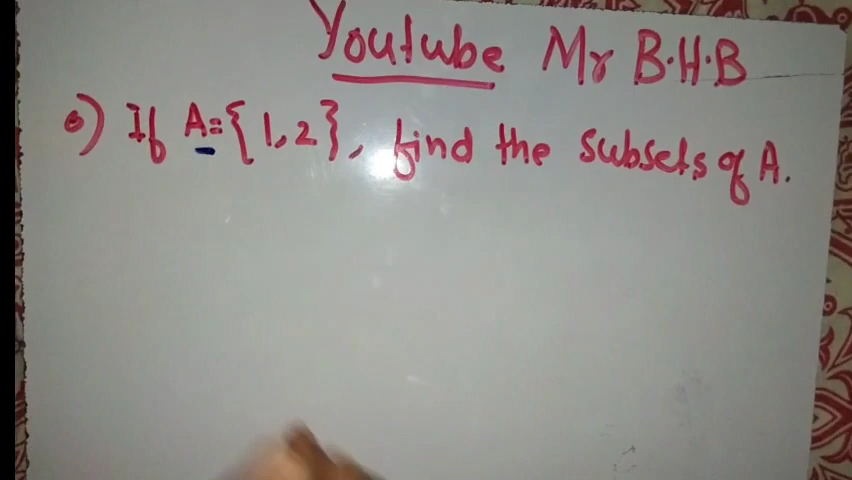 Youtube Mr B.H.B
•) If A={1,2}, find the subsets of A.